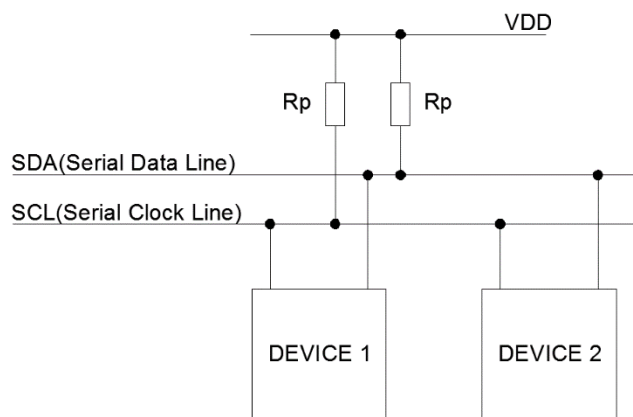 VDD
Rp
Rp
SDA(Serial Data Line)
SCL(Serial Clock Line)
DEVICE 1
DEVICE 2